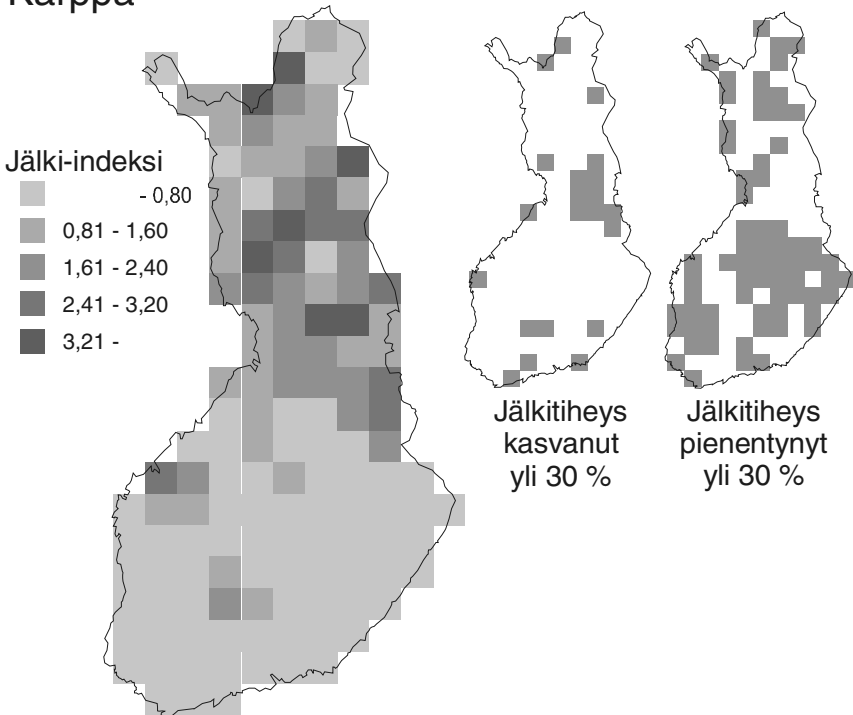 Kärppä
Jälki-indeksi
- 0,80
0,81 - 1,60
1,61 - 2,40
2,41 - 3,20
3,21 -
Jälkitiheys
kasvanut
yli 30 %
Jälkitiheys
pienentynyt
yli 30 %